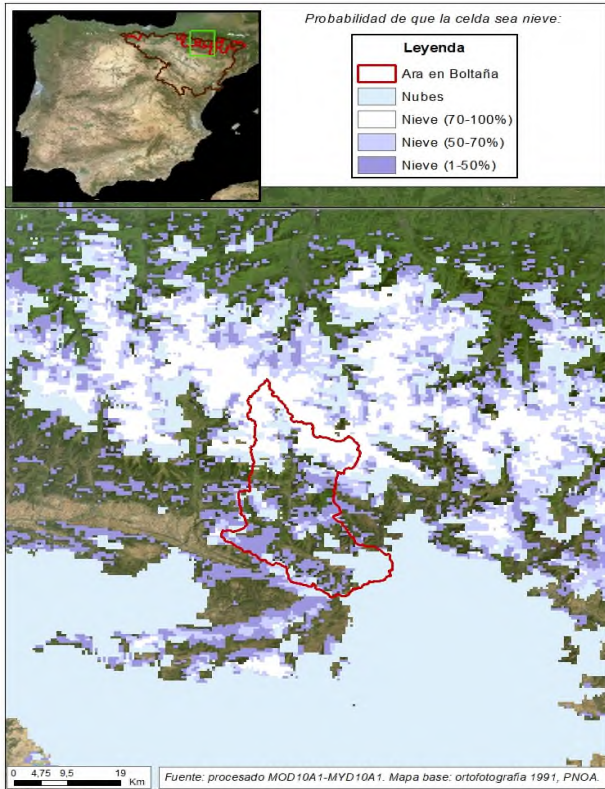 Probabilidad de que la celda sea nieve:
Leyenda
Ara en Boltaña
Nubes
Nieve (70-100%)
Nieve (50-70%)
Nieve (1-50%)
0 4,75 9,5 19
Km
Fuente: procesado MOD10A1-MYD10A1. Mapa base: ortofotografía 1991, PNOA.